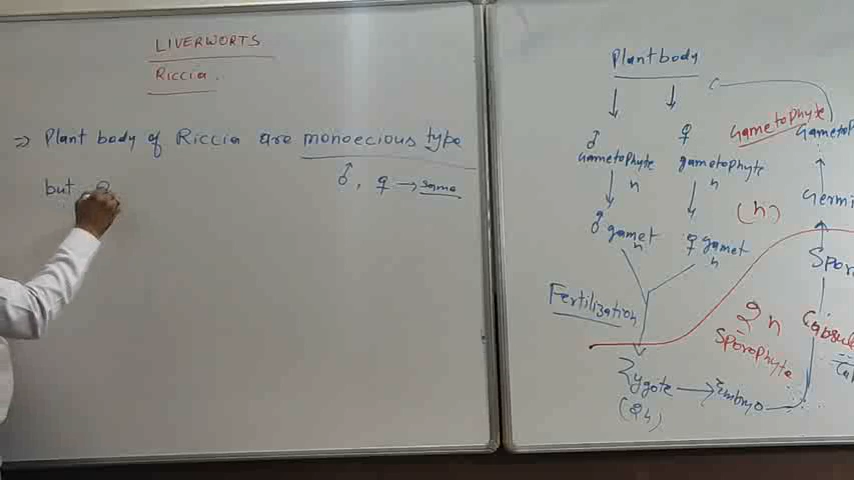 LIVERWORTS
Riccia.
⇒ Plant body of Riccia are monoecious type
♂, ♀ → same
but
Plant body
♂ ♀
Gametophyte gametophyte
n n
♂ gamet ♀ gamet
n n
Fertilization
Zygote → Embryo
(2n)
Gametophyte
(n)
2n
Sporophyte